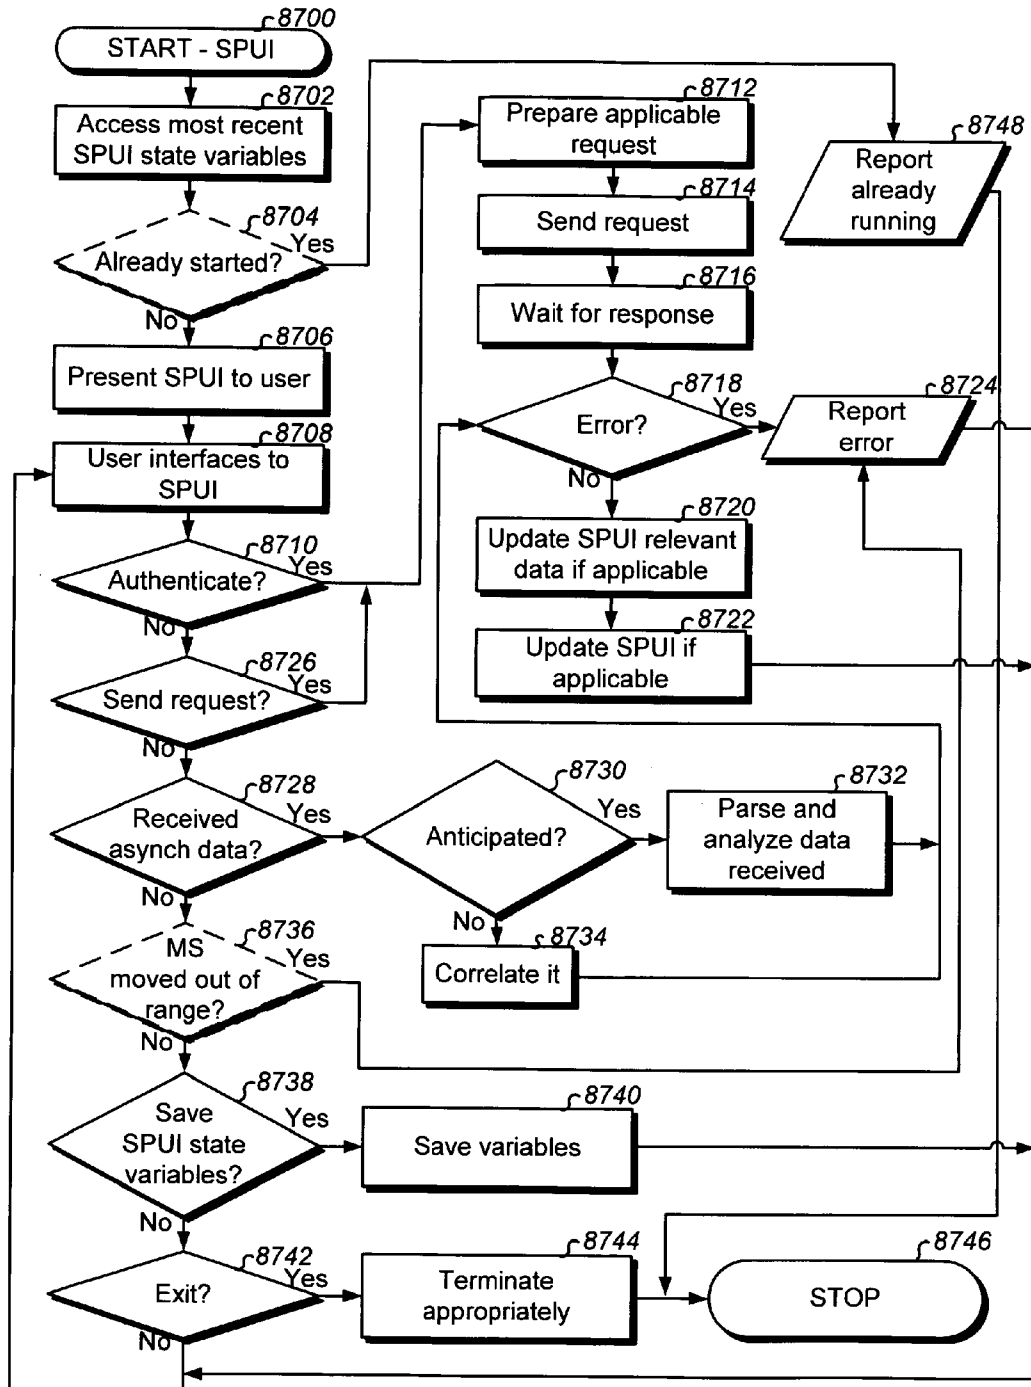 8700
START - SPUI
8702
Access most recent
SPUI state variables
8704
Already started?
Yes
No
8706
Present SPUI to user
8708
User interfaces to
SPUI
8710
Authenticate?
Yes
No
8726
Send request?
Yes
No
8728
Received
asynch data?
Yes
No
8736
MS
moved out of
range?
Yes
No
8738
Save
SPUI state
variables?
Yes
No
8742
Exit?
Yes
No
8712
Prepare applicable
request
8714
Send request
8716
Wait for response
8718
Error?
Yes
No
8720
Update SPUI relevant
data if applicable
8722
Update SPUI if
applicable
8724
Report
error
8748
Report
already
running
8730
Anticipated?
Yes
No
8732
Parse and
analyze data
received
8734
Correlate it
8740
Save variables
8744
Terminate
appropriately
8746
STOP